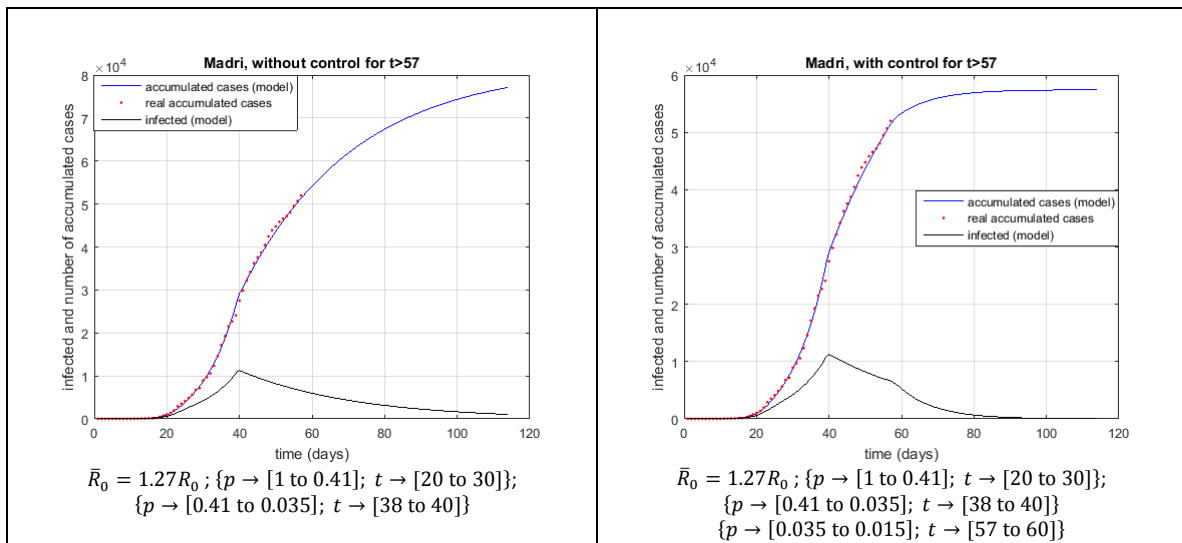 Madri, without control for t>57
×10⁴
8
7
6
5
4
3
2
1
0
infected and number of accumulated cases
accumulated cases (model)
real accumulated cases
infected (model)
0 20 40 60 80 100 120
time (days)
R̄₀ = 1.27R₀ ; {p → [1 to 0.41]; t → [20 to 30]};
{p → [0.41 to 0.035]; t → [38 to 40]}
Madri, with control for t>57
×10⁴
6
5
4
3
2
1
0
infected and number of accumulated cases
accumulated cases (model)
real accumulated cases
infected (model)
0 20 40 60 80 100 120
time (days)
R̄₀ = 1.27R₀ ; {p → [1 to 0.41]; t → [20 to 30]};
{p → [0.41 to 0.035]; t → [38 to 40]}
{p → [0.035 to 0.015]; t → [57 to 60]}